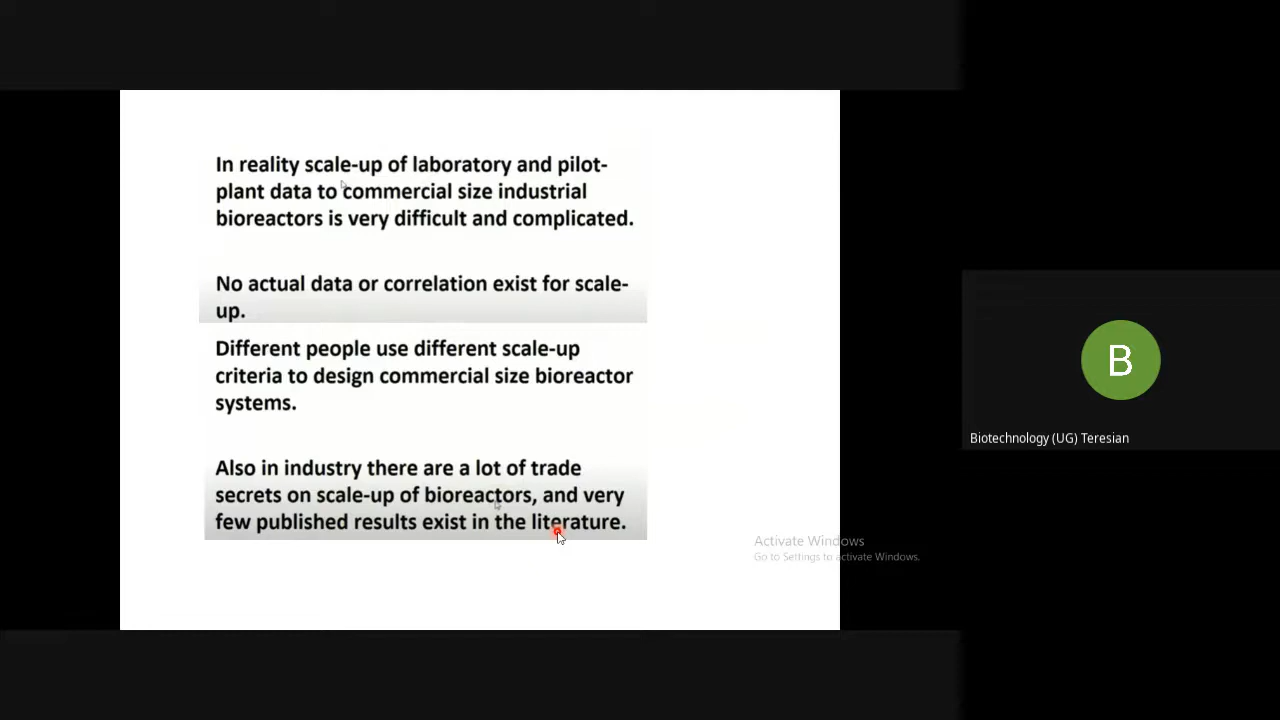 In reality scale-up of laboratory and pilot-
plant data to commercial size industrial
bioreactors is very difficult and complicated.
No actual data or correlation exist for scale-
up.
Different people use different scale-up
criteria to design commercial size bioreactor
systems.
Also in industry there are a lot of trade
secrets on scale-up of bioreactors, and very
few published results exist in the literature.
B
Biotechnology (UG) Teresian
Activate Windows
Go to Settings to activate Windows.